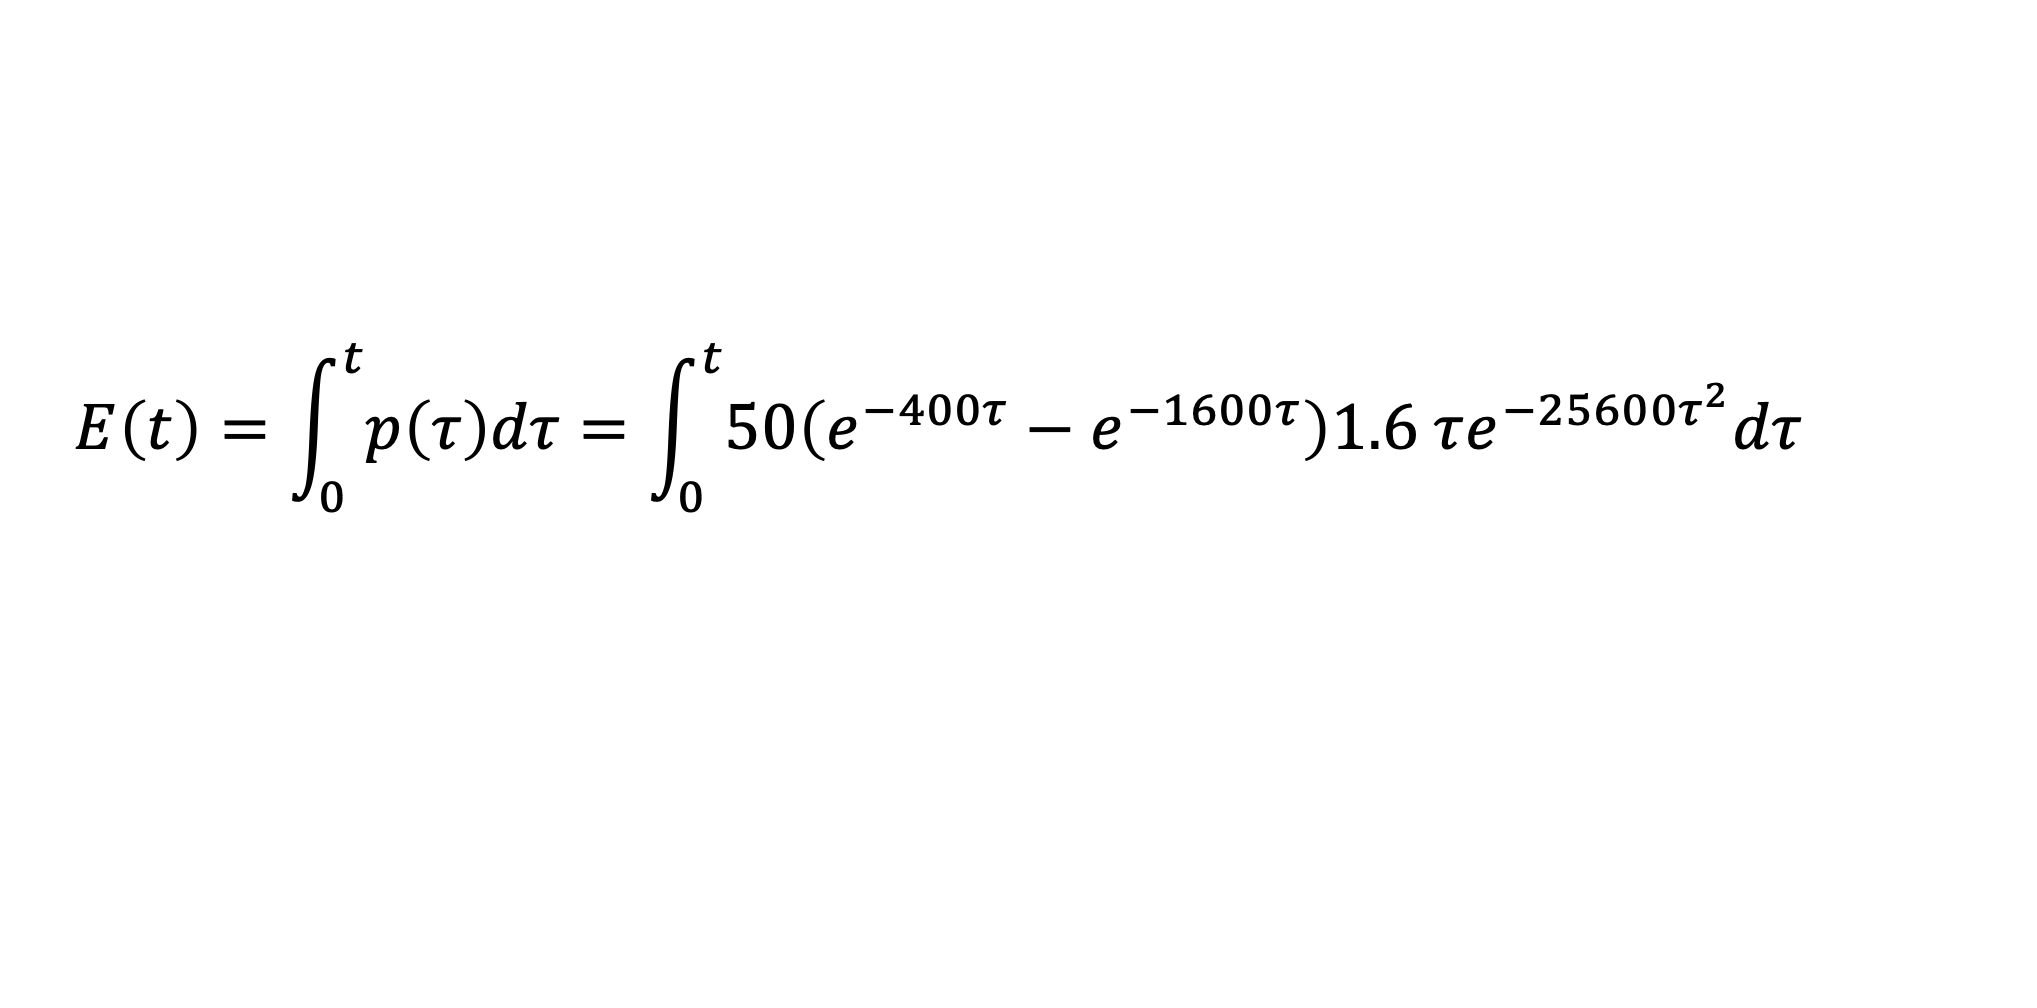 E(t) = ∫₀ᵗ p(τ)dτ = ∫₀ᵗ 50(e^{−400τ} − e^{−1600τ})1.6 τe^{−25600τ²} dτ